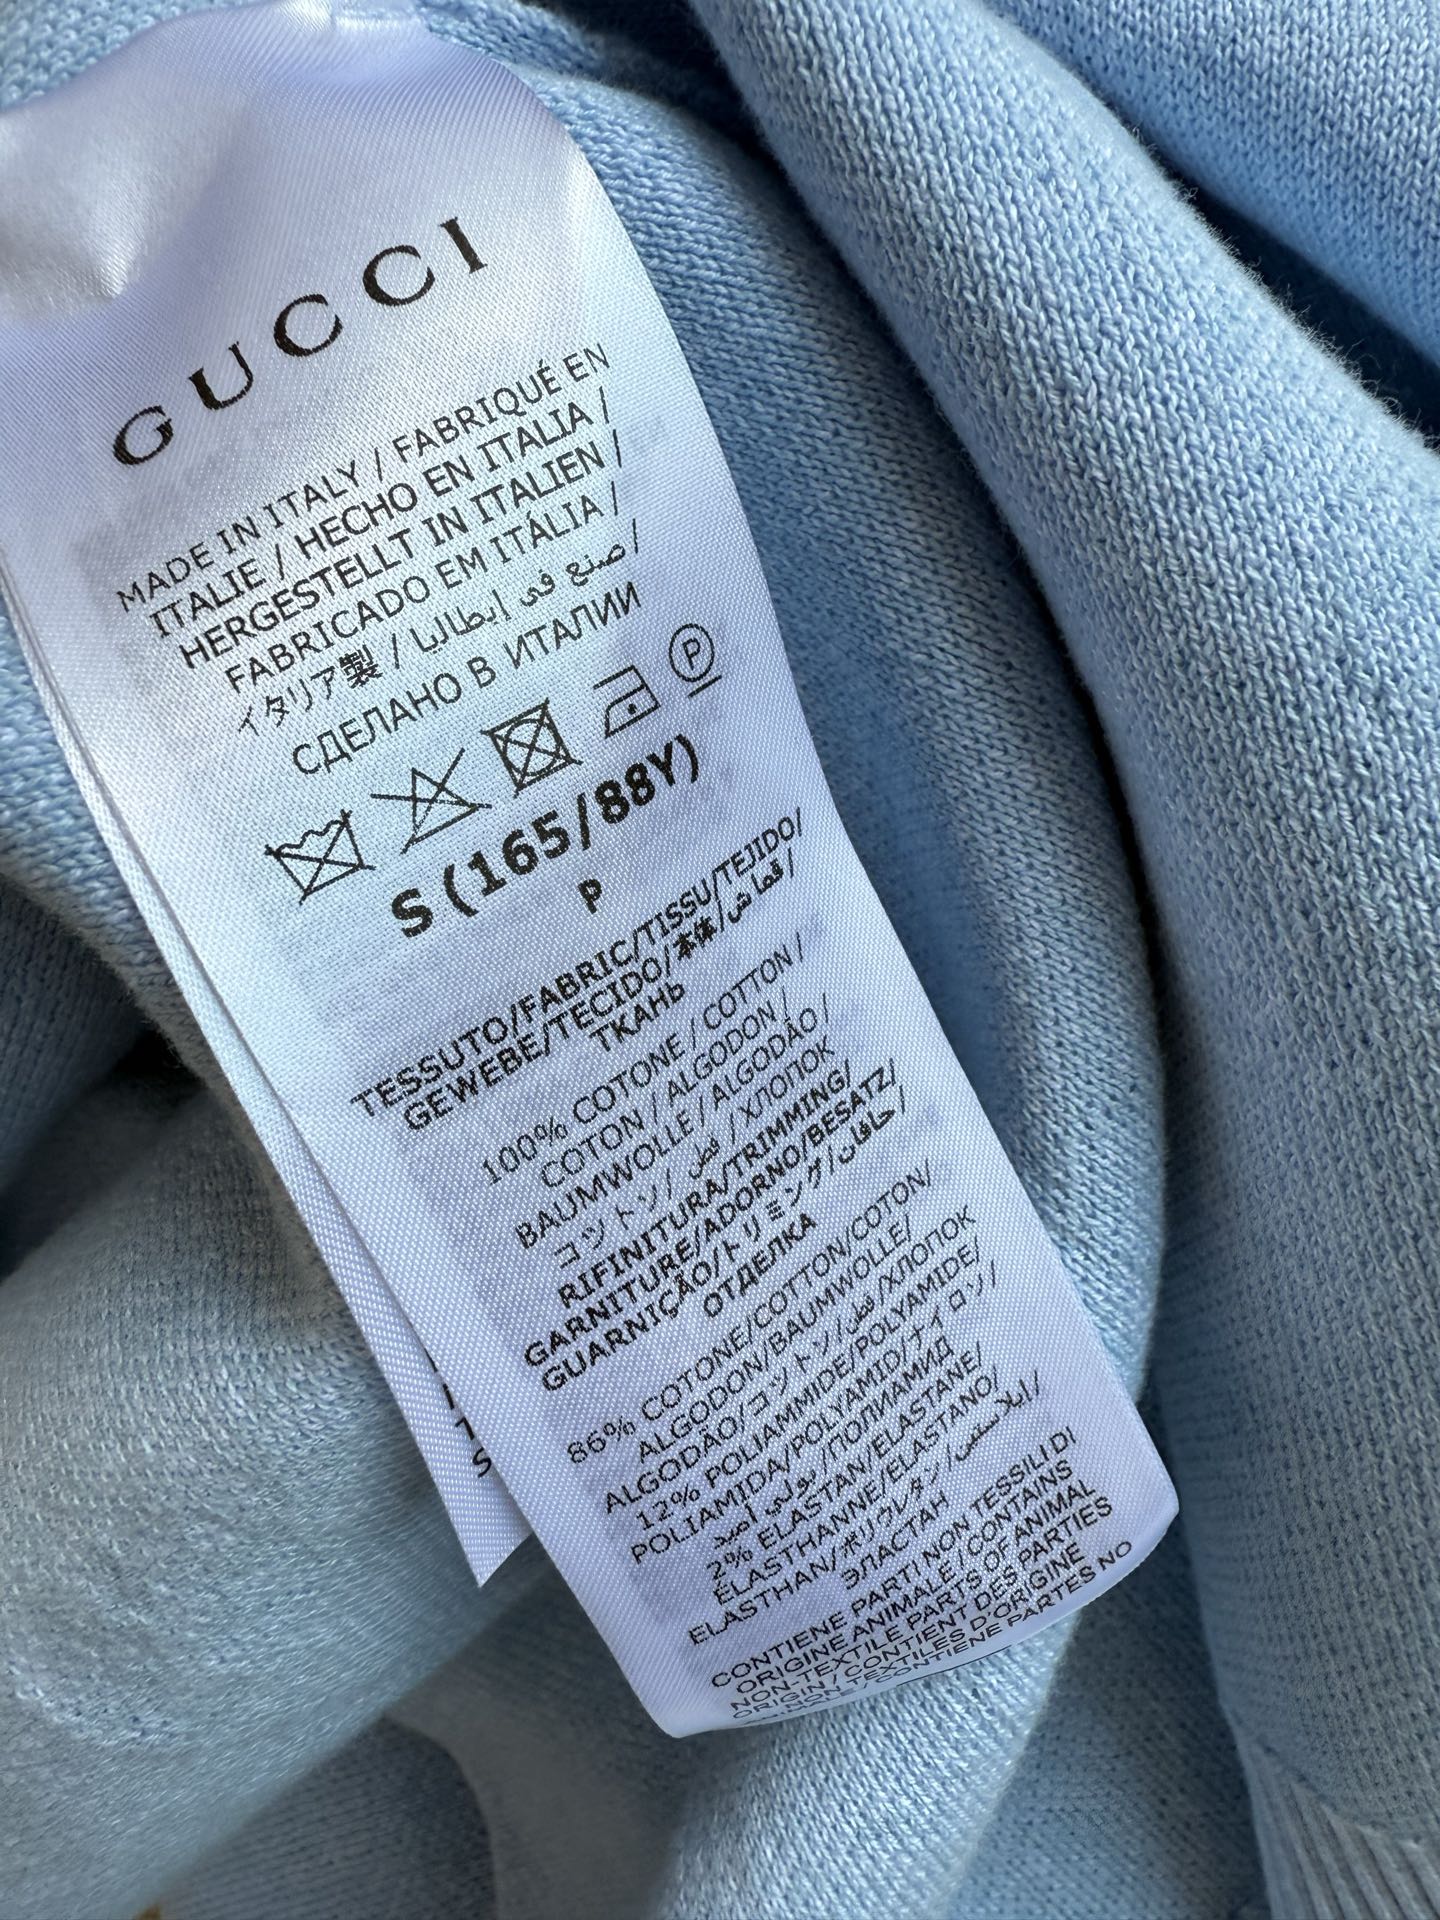 GUCCI
MADE IN ITALY / FABRIQUÉ EN
ITALIE / HECHO EN ITALIA /
HERGESTELLT IN ITALIEN /
FABRICADO EM ITÁLIA /
イタリア製 / صنع في إيطاليا /
СДЕЛАНО В ИТАЛИИ
P
S(165/88Y)
P
TESSUTO/FABRIC/TISSU/TEJIDO/
GEWEBE/TECIDO/本体/قماش/
ТКАНЬ
100% COTONE / COTTON /
COTON / ALGODON /
BAUMWOLLE / ALGODÃO /
コットン / قطن / ХЛОПОК
RIFINITURA/TRIMMING/
GARNITURE/ADORNO/BESATZ/
GUARNIÇÃO/トリミング/حافان/
ОТДЕЛКА
86% COTONE/COTTON/COTON/
ALGODON/BAUMWOLLE/
ALGODÃO/コットン/قطن/ХЛОПОК
12% POLIAMMIDE/POLYAMIDE/
POLIAMIDA/POLYAMID/ナイロン/
بولي أميد/ПОЛИАМИД
2% ELASTAN/ELASTANE/
ÉLASTHANNE/ELASTANO/
ELASTHAN/ポリウレタン/إيلاستين/
ЭЛАСТАН
CONTIENE PARTI NON TESSILI DI
ORIGINE ANIMALE / CONTAINS
NON-TEXTILE PARTS OF ANIMAL
ORIGIN / CONTIENT DES PARTIES
NON TEXTILES D'ORIGINE
ANIMALE / CONTIENE PARTES NO
T
S